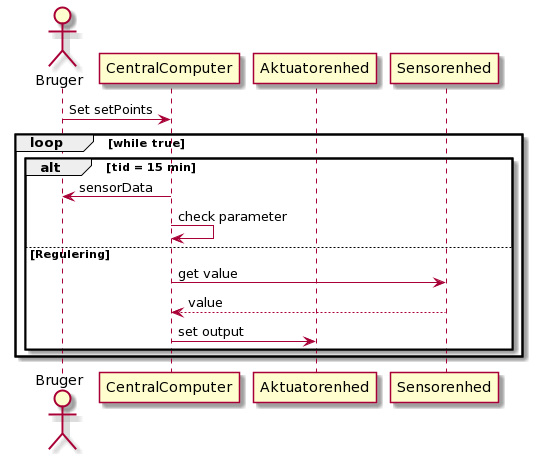 Bruger
CentralComputer
Aktuatorenhed
Sensorenhed
Set setPoints
loop [while true]
alt [tid = 15 min]
sensorData
check parameter
[Regulering]
get value
value
set output
Bruger
CentralComputer
Aktuatorenhed
Sensorenhed